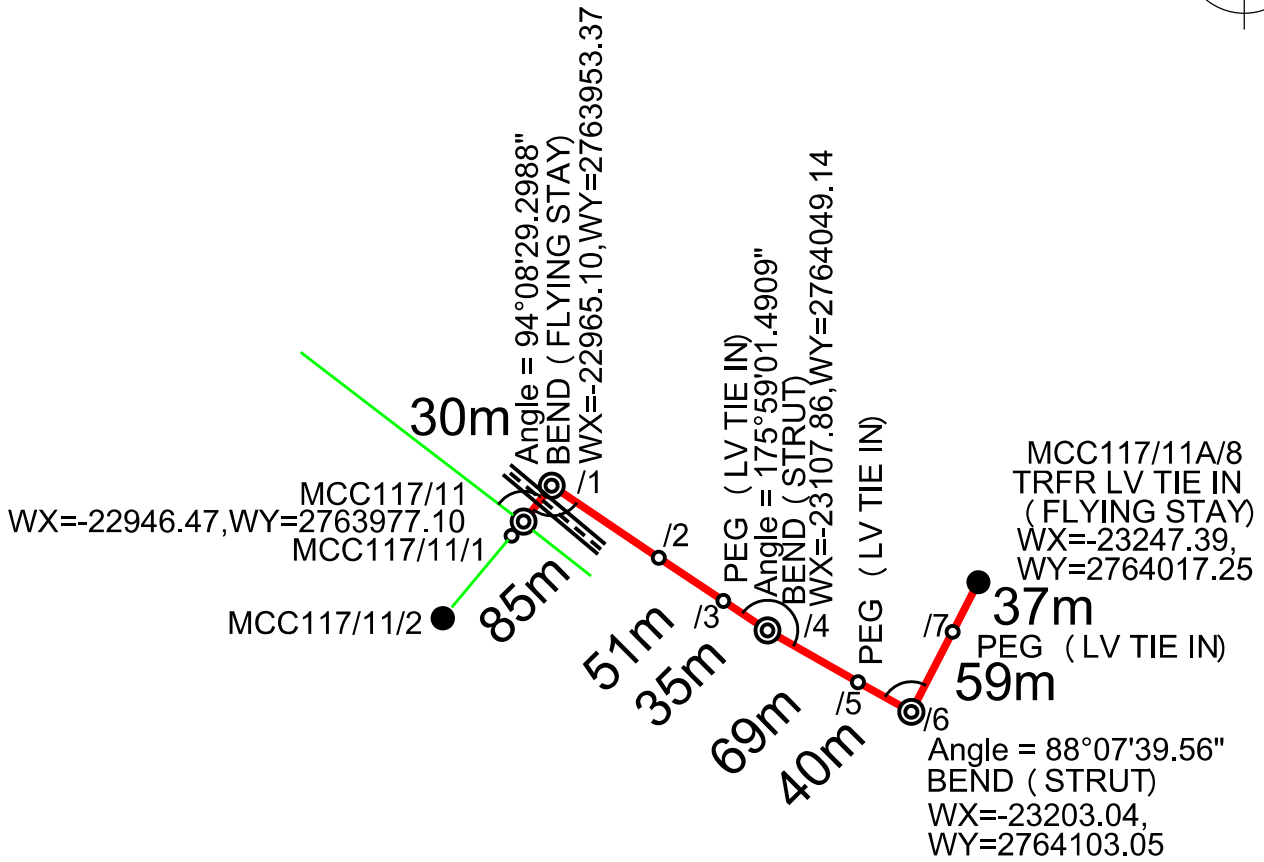 Angle = 94°08'29.2988"
BEND (FLYING STAY)
WX=-22965.10,WY=2763953.37
30m
MCC117/11
WX=-22946.47,WY=2763977.10
MCC117/11/1
MCC117/11/2
/1
85m
/2
51m
/3
35m
PEG (LV TIE IN)
Angle = 175°59'01.4909"
BEND (STRUT)
WX=-23107.86,WY=2764049.14
/4
69m
PEG (LV TIE IN)
/5
40m
/6
Angle = 88°07'39.56"
BEND (STRUT)
WX=-23203.04,
WY=2764103.05
59m
/7
PEG (LV TIE IN)
37m
MCC117/11A/8
TRFR LV TIE IN
(FLYING STAY)
WX=-23247.39,
WY=2764017.25